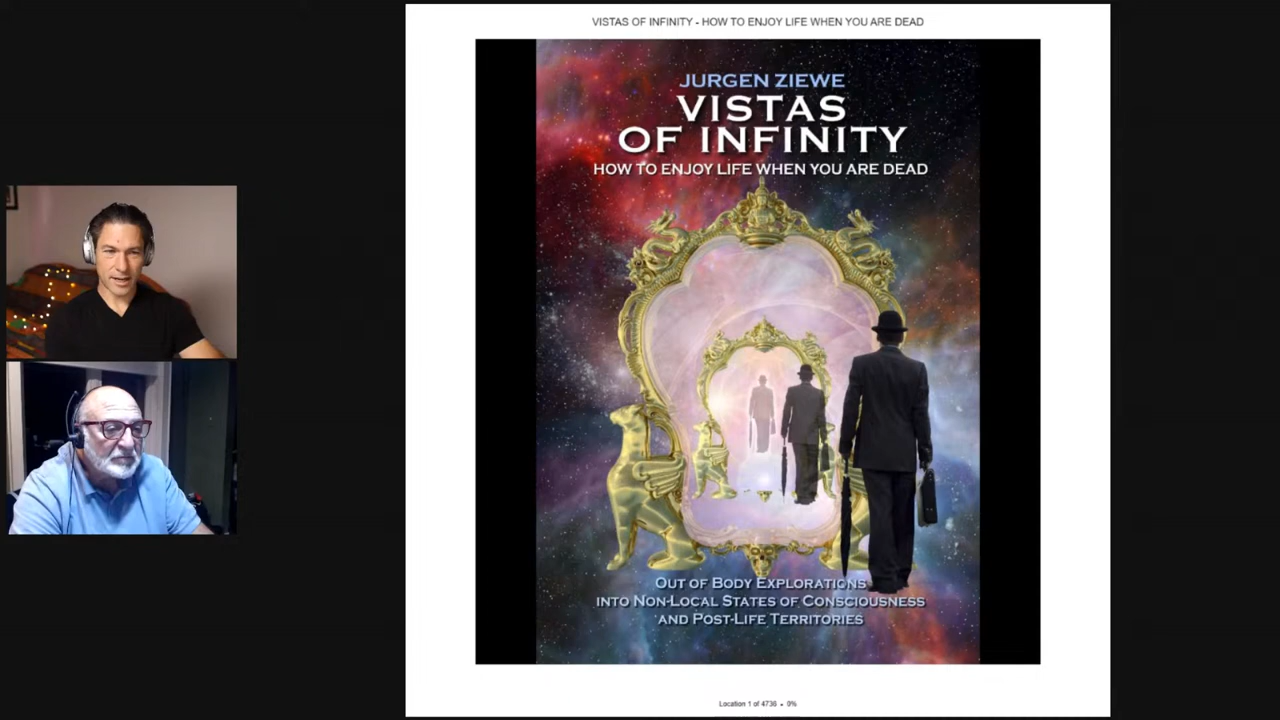 VISTAS OF INFINITY - HOW TO ENJOY LIFE WHEN YOU ARE DEAD
JURGEN ZIEWE
VISTAS
OF INFINITY
HOW TO ENJOY LIFE WHEN YOU ARE DEAD
OUT OF BODY EXPLORATIONS
INTO NON-LOCAL STATES OF CONSCIOUSNESS
AND POST-LIFE TERRITORIES
Location 1 of 4736 • 0%